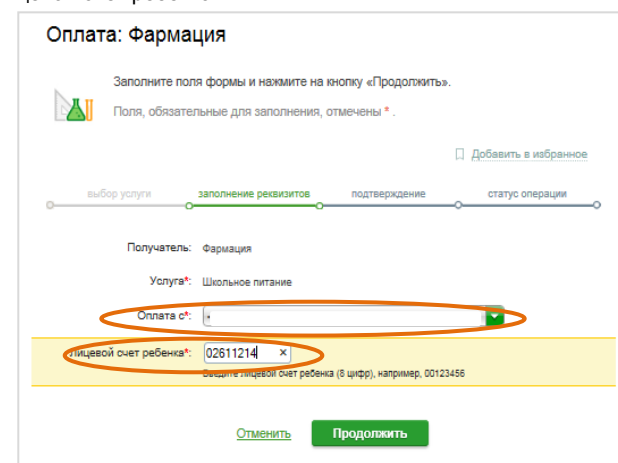 Оплата: Фармация
Заполните поля формы и нажмите на кнопку «Продолжить».
Поля, обязательные для заполнения, отмечены * .
Добавить в избранное
выбор услуги заполнение реквизитов подтверждение статус операции
Получатель: Фармация
Услуга*: Школьное питание
Оплата с*:
Лицевой счет ребенка*: 02611214 ×
Введите лицевой счет ребенка (8 цифр), например, 00123456
Отменить Продолжить